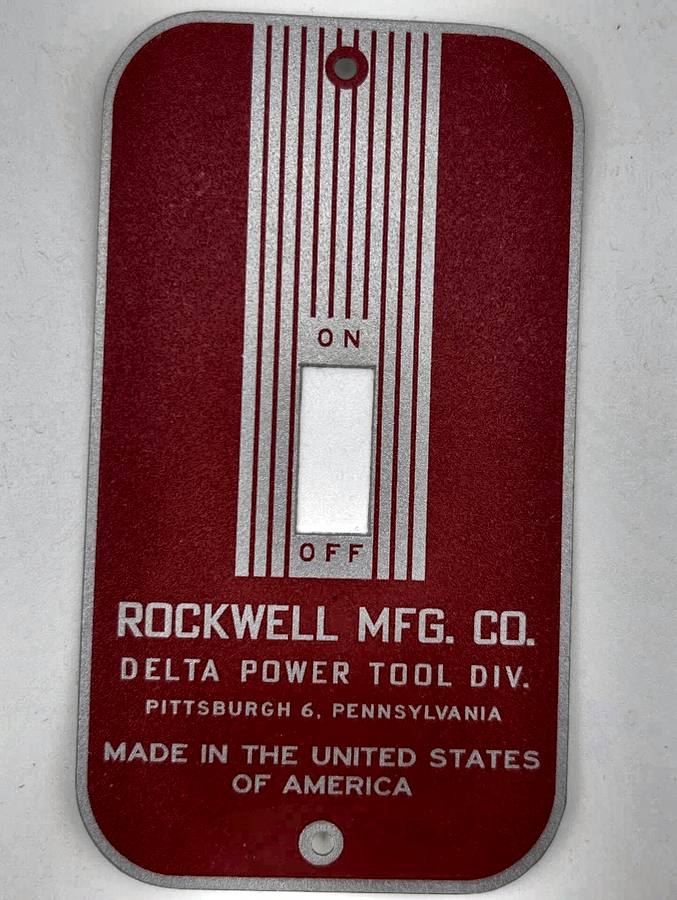 ON
OFF
ROCKWELL MFG. CO.
DELTA POWER TOOL DIV.
PITTSBURGH 6, PENNSYLVANIA
MADE IN THE UNITED STATES
OF AMERICA